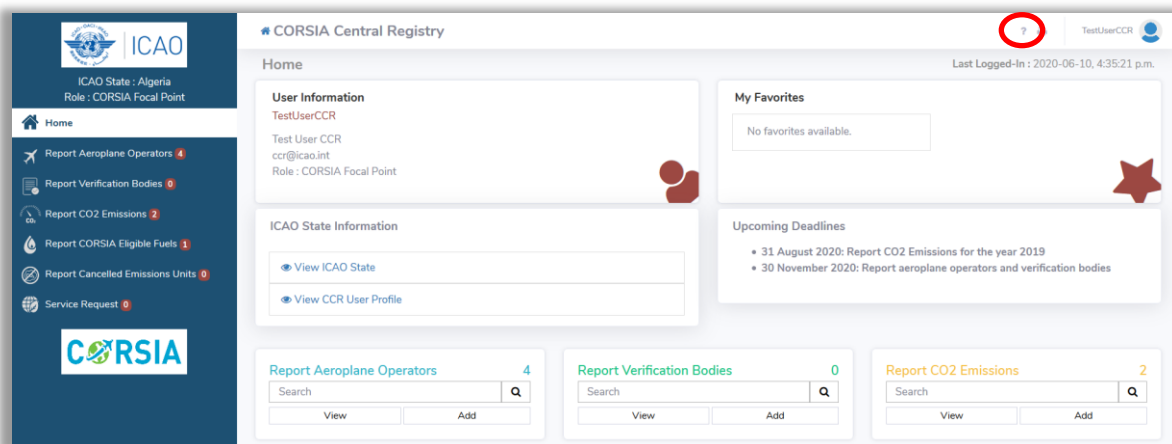 ICAO
ICAO State : Algeria
Role : CORSIA Focal Point
Home
Report Aeroplane Operators 4
Report Verification Bodies 0
Report CO2 Emissions 2
Report CORSIA Eligible Fuels 1
Report Cancelled Emissions Units 0
Service Request 0
CORSIA
CORSIA Central Registry
?
TestUserCCR
Home
Last Logged-In : 2020-06-10, 4:35:21 p.m.
User Information
TestUserCCR
Test User CCR
ccr@icao.int
Role : CORSIA Focal Point
My Favorites
No favorites available.
ICAO State Information
View ICAO State
View CCR User Profile
Upcoming Deadlines
• 31 August 2020: Report CO2 Emissions for the year 2019
• 30 November 2020: Report aeroplane operators and verification bodies
Report Aeroplane Operators 4
Search
View Add
Report Verification Bodies 0
Search
View Add
Report CO2 Emissions 2
Search
View Add